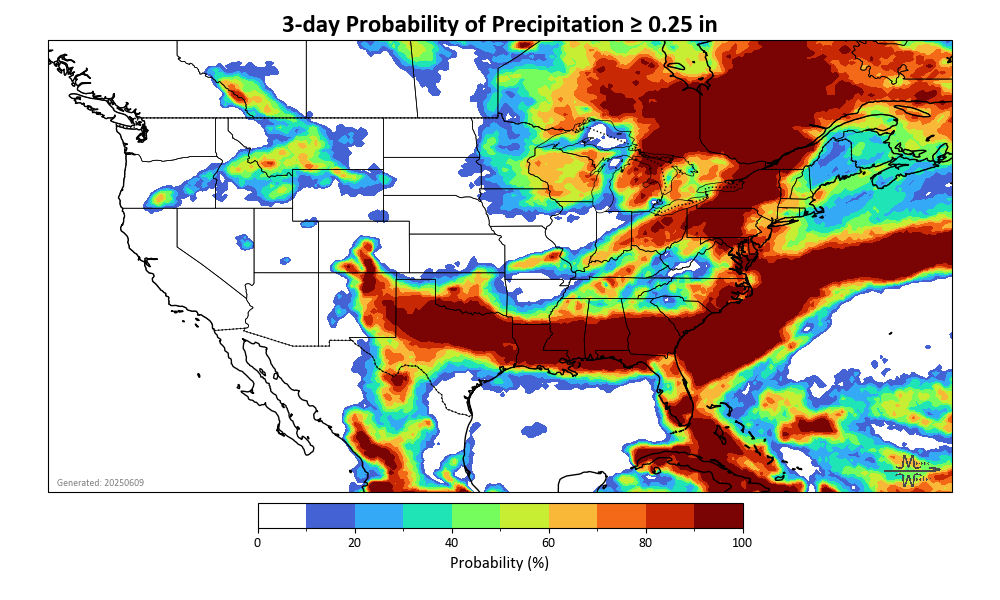 3-day Probability of Precipitation ≥ 0.25 in
Generated: 20250609
0 20 40 60 80 100
Probability (%)